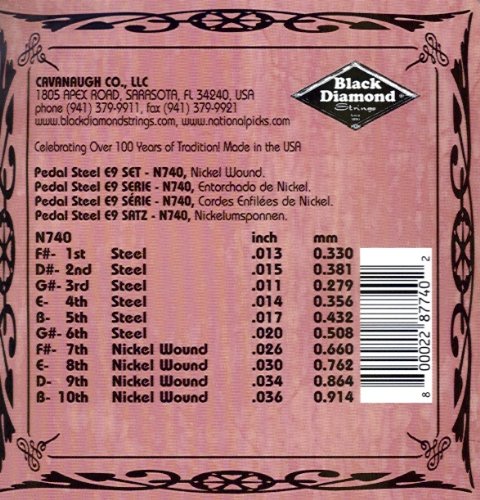 CAVANAUGH CO., LLC
1805 APEX ROAD, SARASOTA, FL 34240, USA
phone (941) 379-9911, fax (941) 379-9921
www.blackdiamondstrings.com, www.nationalpicks.com
Black
Diamond
Strings
Celebrating Over 100 Years of Tradition! Made in the USA
Pedal Steel E9 SET - N740, Nickel Wound.
Pedal Steel E9 SERIE - N740, Entorchado de Nickel.
Pedal Steel E9 SÉRIE - N740, Cordes Enfilées de Nickel.
Pedal Steel E9 SATZ - N740, Nickelumsponnen.
N740 inch mm
F#- 1st Steel .013 0.330
D#- 2nd Steel .015 0.381
G#- 3rd Steel .011 0.279
E- 4th Steel .014 0.356
B- 5th Steel .017 0.432
G#- 6th Steel .020 0.508
F#- 7th Nickel Wound .026 0.660
E- 8th Nickel Wound .030 0.762
D- 9th Nickel Wound .034 0.864
B- 10th Nickel Wound .036 0.914
8 00022 87740 2